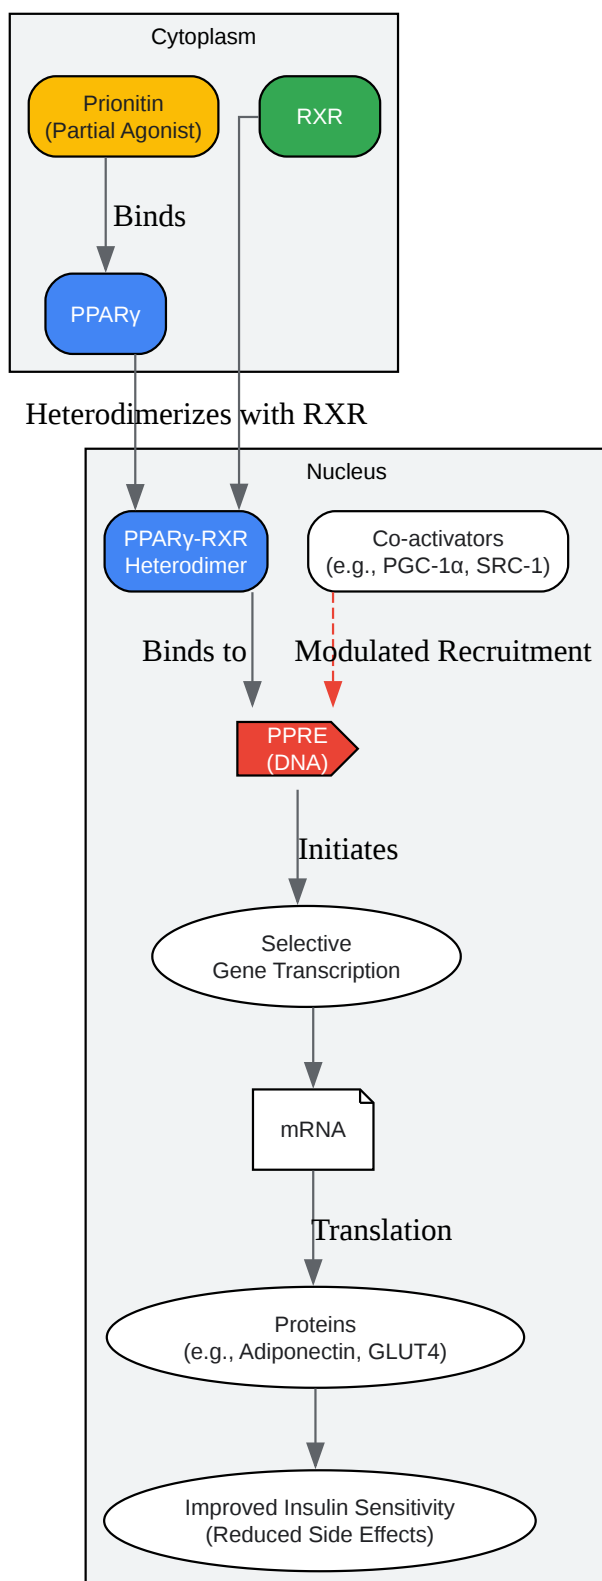 Cytoplasm
Prionitin
(Partial Agonist)
RXR
Binds
PPARγ
Heterodimerizes with RXR
Nucleus
PPARγ-RXR
Heterodimer
Co-activators
(e.g., PGC-1α, SRC-1)
Binds to
Modulated Recruitment
PPRE
(DNA)
Initiates
Selective
Gene Transcription
mRNA
Translation
Proteins
(e.g., Adiponectin, GLUT4)
Improved Insulin Sensitivity
(Reduced Side Effects)